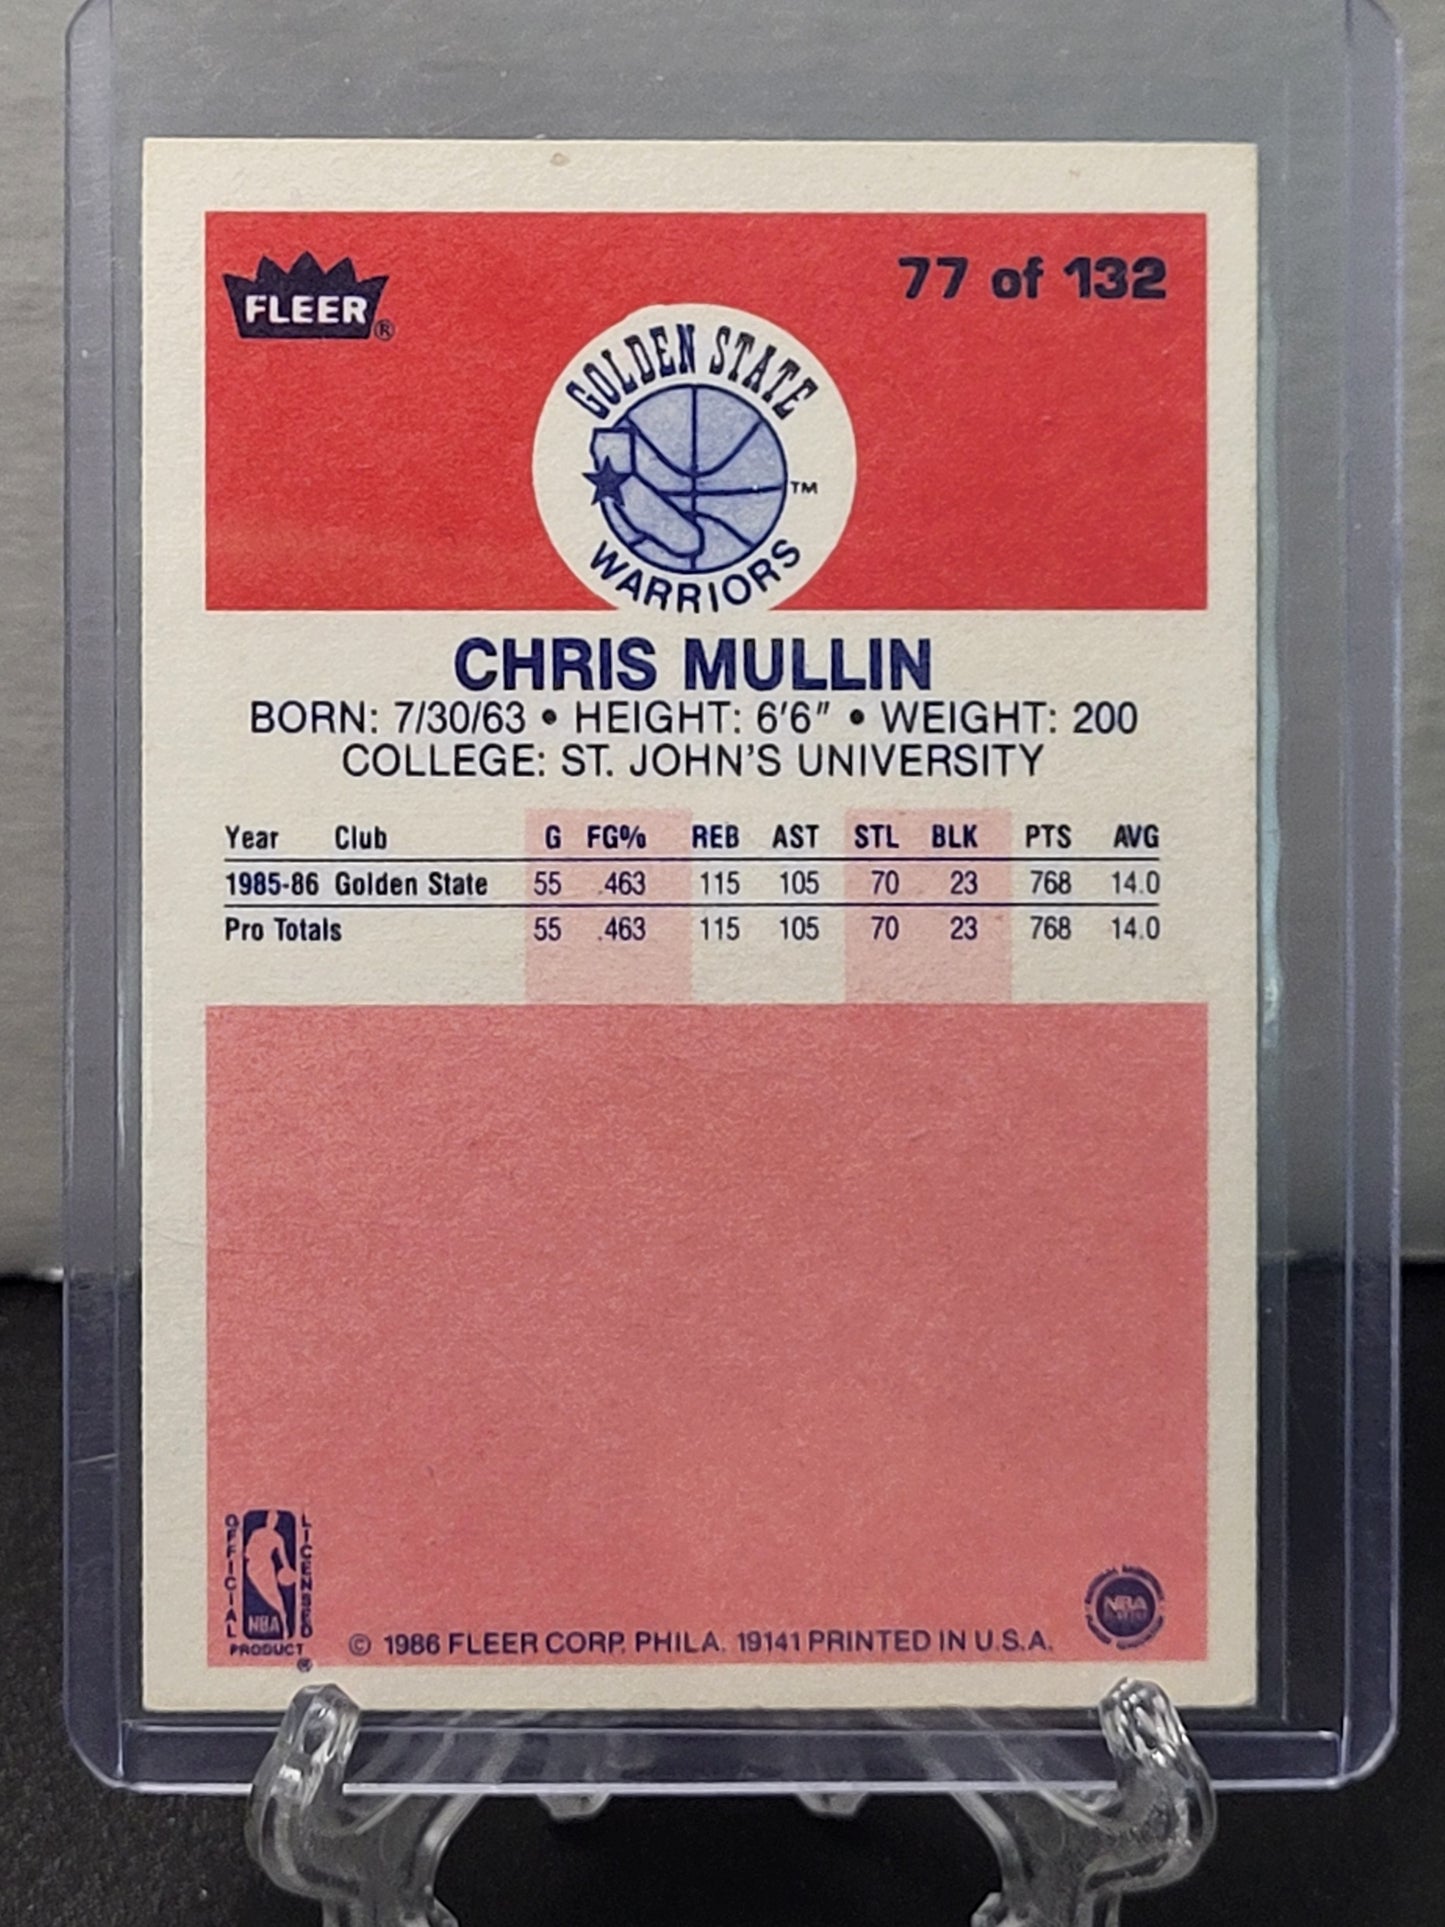 FLEER®
77 of 132
GOLDEN STATE
TM
WARRIORS
CHRIS MULLIN
BORN: 7/30/63 • HEIGHT: 6'6" • WEIGHT: 200
COLLEGE: ST. JOHN'S UNIVERSITY
Year Club G FG% REB AST STL BLK PTS AVG
1985-86 Golden State 55 .463 115 105 70 23 768 14.0
Pro Totals 55 .463 115 105 70 23 768 14.0
OFFICIAL
LICENSED
NBA
PRODUCT
®
NBA
© 1986 FLEER CORP. PHILA. 19141 PRINTED IN U.S.A.